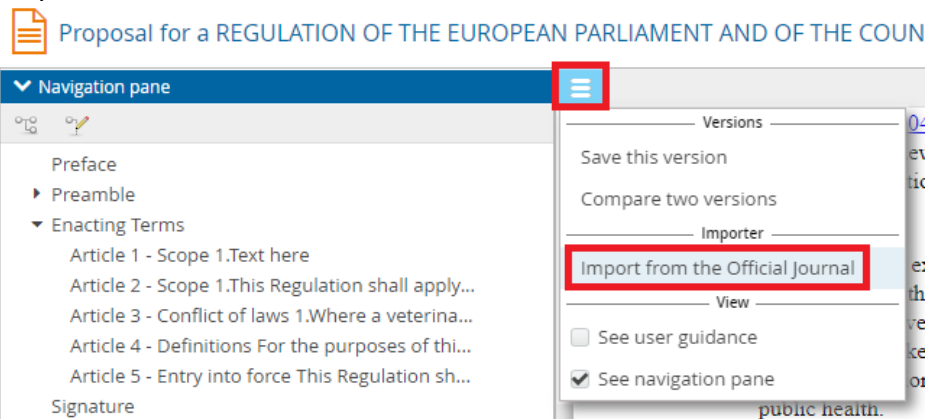 Proposal for a REGULATION OF THE EUROPEAN PARLIAMENT AND OF THE COUN
Navigation pane
Preface
Preamble
Enacting Terms
Article 1 - Scope 1.Text here
Article 2 - Scope 1.This Regulation shall apply...
Article 3 - Conflict of laws 1.Where a veterina...
Article 4 - Definitions For the purposes of thi...
Article 5 - Entry into force This Regulation sh...
Signature
Versions
Save this version
Compare two versions
Importer
Import from the Official Journal
View
See user guidance
See navigation pane
public health.